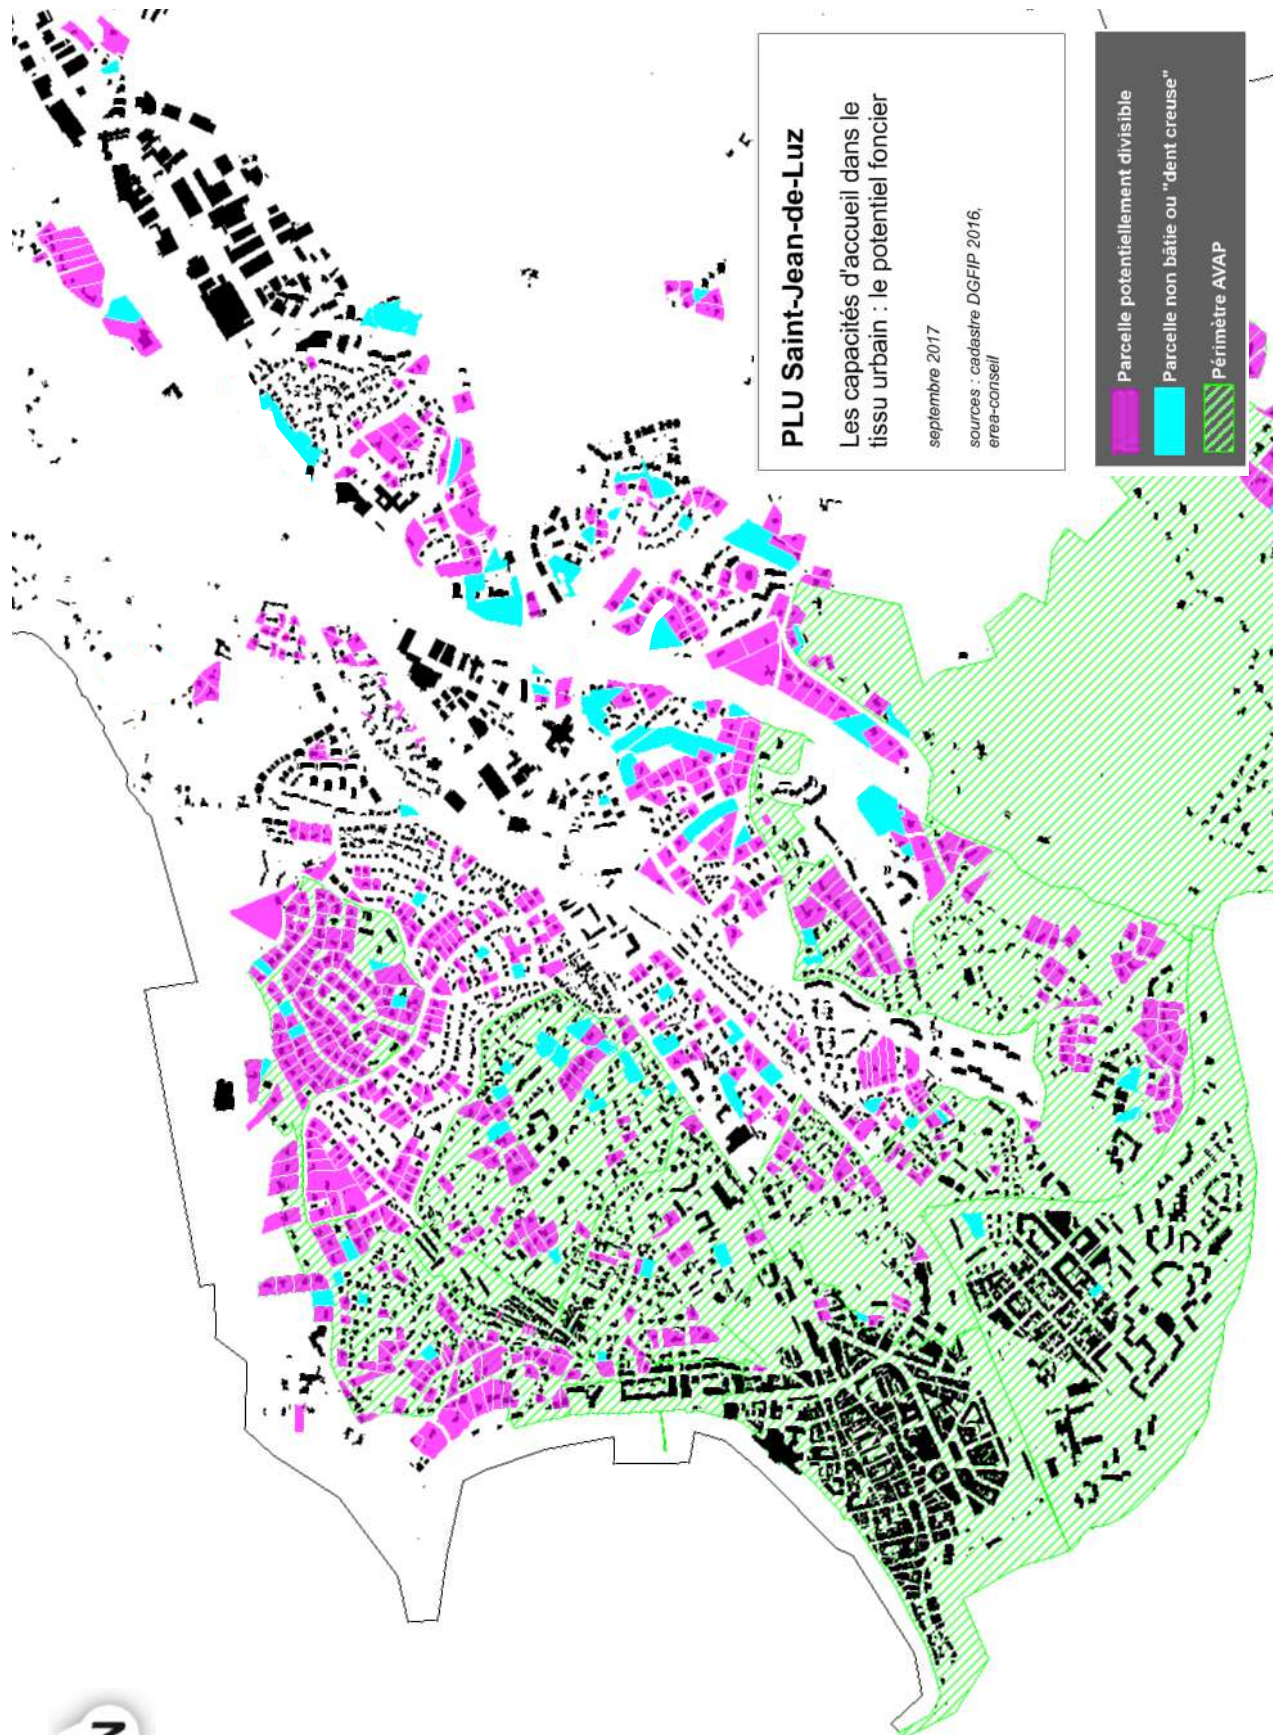 PLU Saint-Jean-de-Luz
Les capacités d'accueil dans le
tissu urbain : le potentiel foncier
septembre 2017
sources : cadastre DGFIP 2016,
erea-conseil
Parcelle potentiellement divisible
Parcelle non bâtie ou "dent creuse"
Périmètre AVAP
N